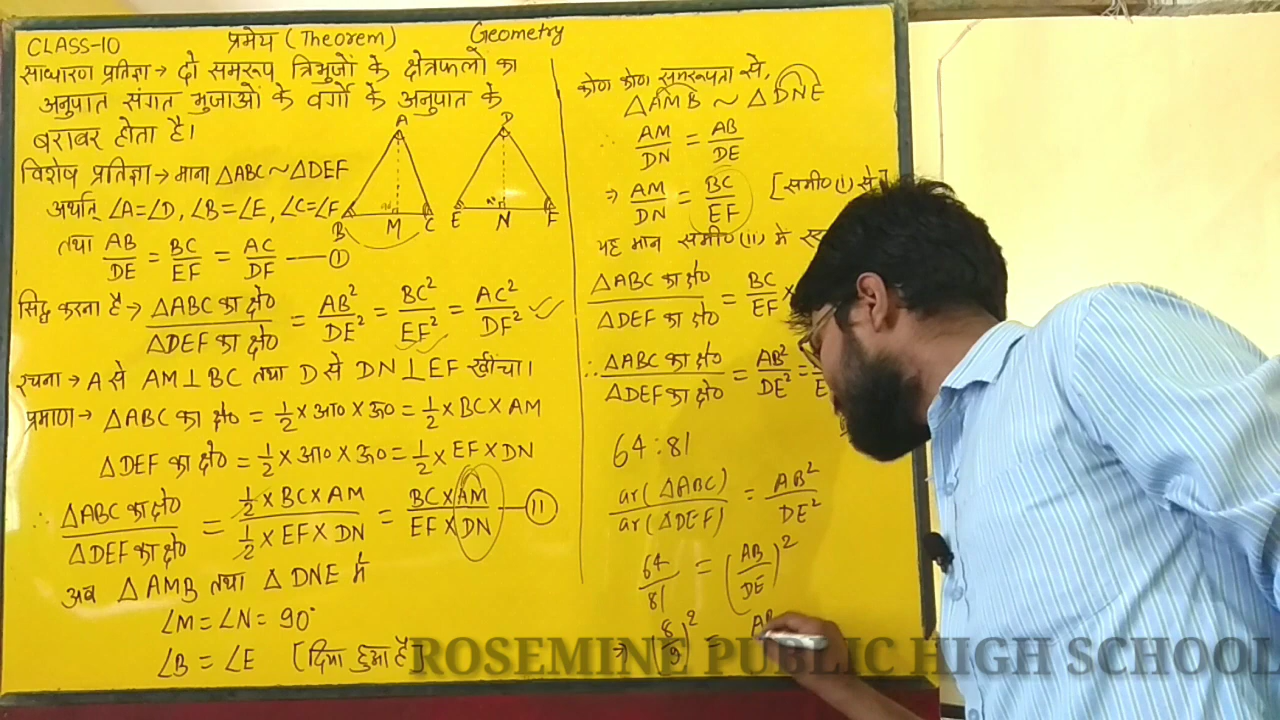 CLASS-10 प्रमेय (Theorem) Geometry
साधारण प्रतिज्ञा → दो समरूप त्रिभुजों के क्षेत्रफलों का
अनुपात संगत भुजाओं के वर्गों के अनुपात के
बराबर होता है।
विशेष प्रतिज्ञा → माना △ABC ~ △DEF
अर्थात् ∠A=∠D, ∠B=∠E, ∠C=∠F
तथा AB/DE = BC/EF = AC/DF — (1)
सिद्ध करना है → △ABC का क्षे०/△DEF का क्षे० = AB²/DE² = BC²/EF² = AC²/DF²
रचना → A से AM⊥BC तथा D से DN⊥EF खींचा।
प्रमाण → △ABC का क्षे० = 1/2 × आ० × ऊ० = 1/2 × BC × AM
△DEF का क्षे० = 1/2 × आ० × ऊ० = 1/2 × EF × DN
∴ △ABC का क्षे०/△DEF का क्षे० = 1/2 × BC × AM/1/2 × EF × DN = BC × AM/EF × DN — (11)
अब △AMB तथा △DNE में
∠M = ∠N = 90°
∠B = ∠E [दिया हुआ है]
A
B M C
D
E N F
कोण कोण समरूपता से,
△AMB ~ △DNE
∴ AM/DN = AB/DE
⇒ AM/DN = BC/EF [समी० (i) से]
यह मान समी० (ii) में
△ABC का क्षे०/△DEF का क्षे० = BC/EF ×
∴ △ABC का क्षे०/△DEF का क्षे० = AB²/DE² =
64:81
ar(△ABC)/ar(△DEF) = AB²/DE²
64/81 = (AB/DE)²
⇒ (8/9)² = AB
ROSEMINE PUBLIC HIGH SCHOOL